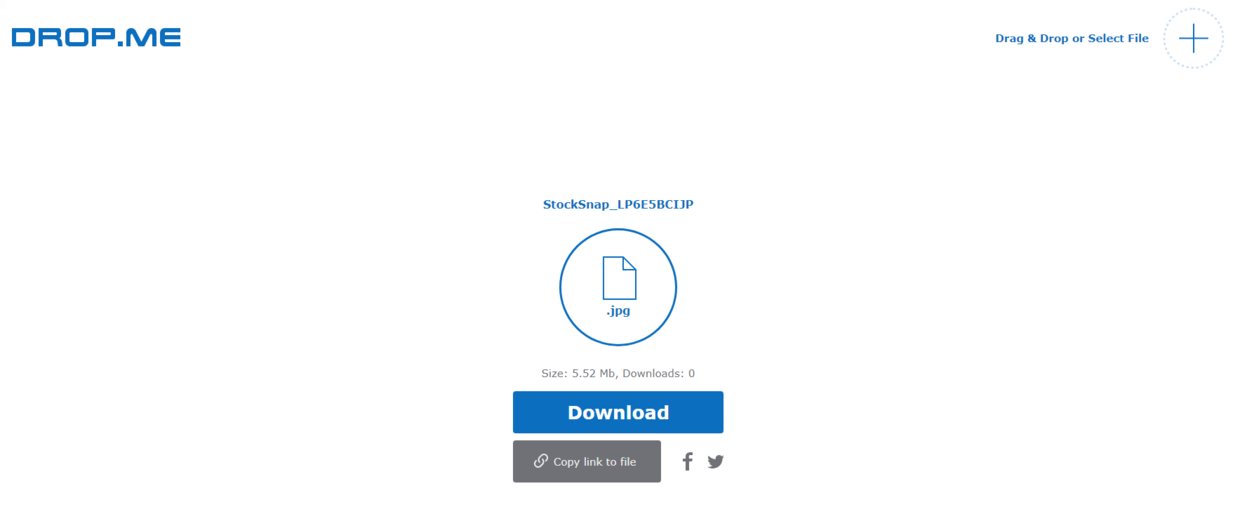 DROP.ME
Drag & Drop or Select File
StockSnap_LP6E5BCIJP
.jpg
Size: 5.52 Mb, Downloads: 0
Download
Copy link to file